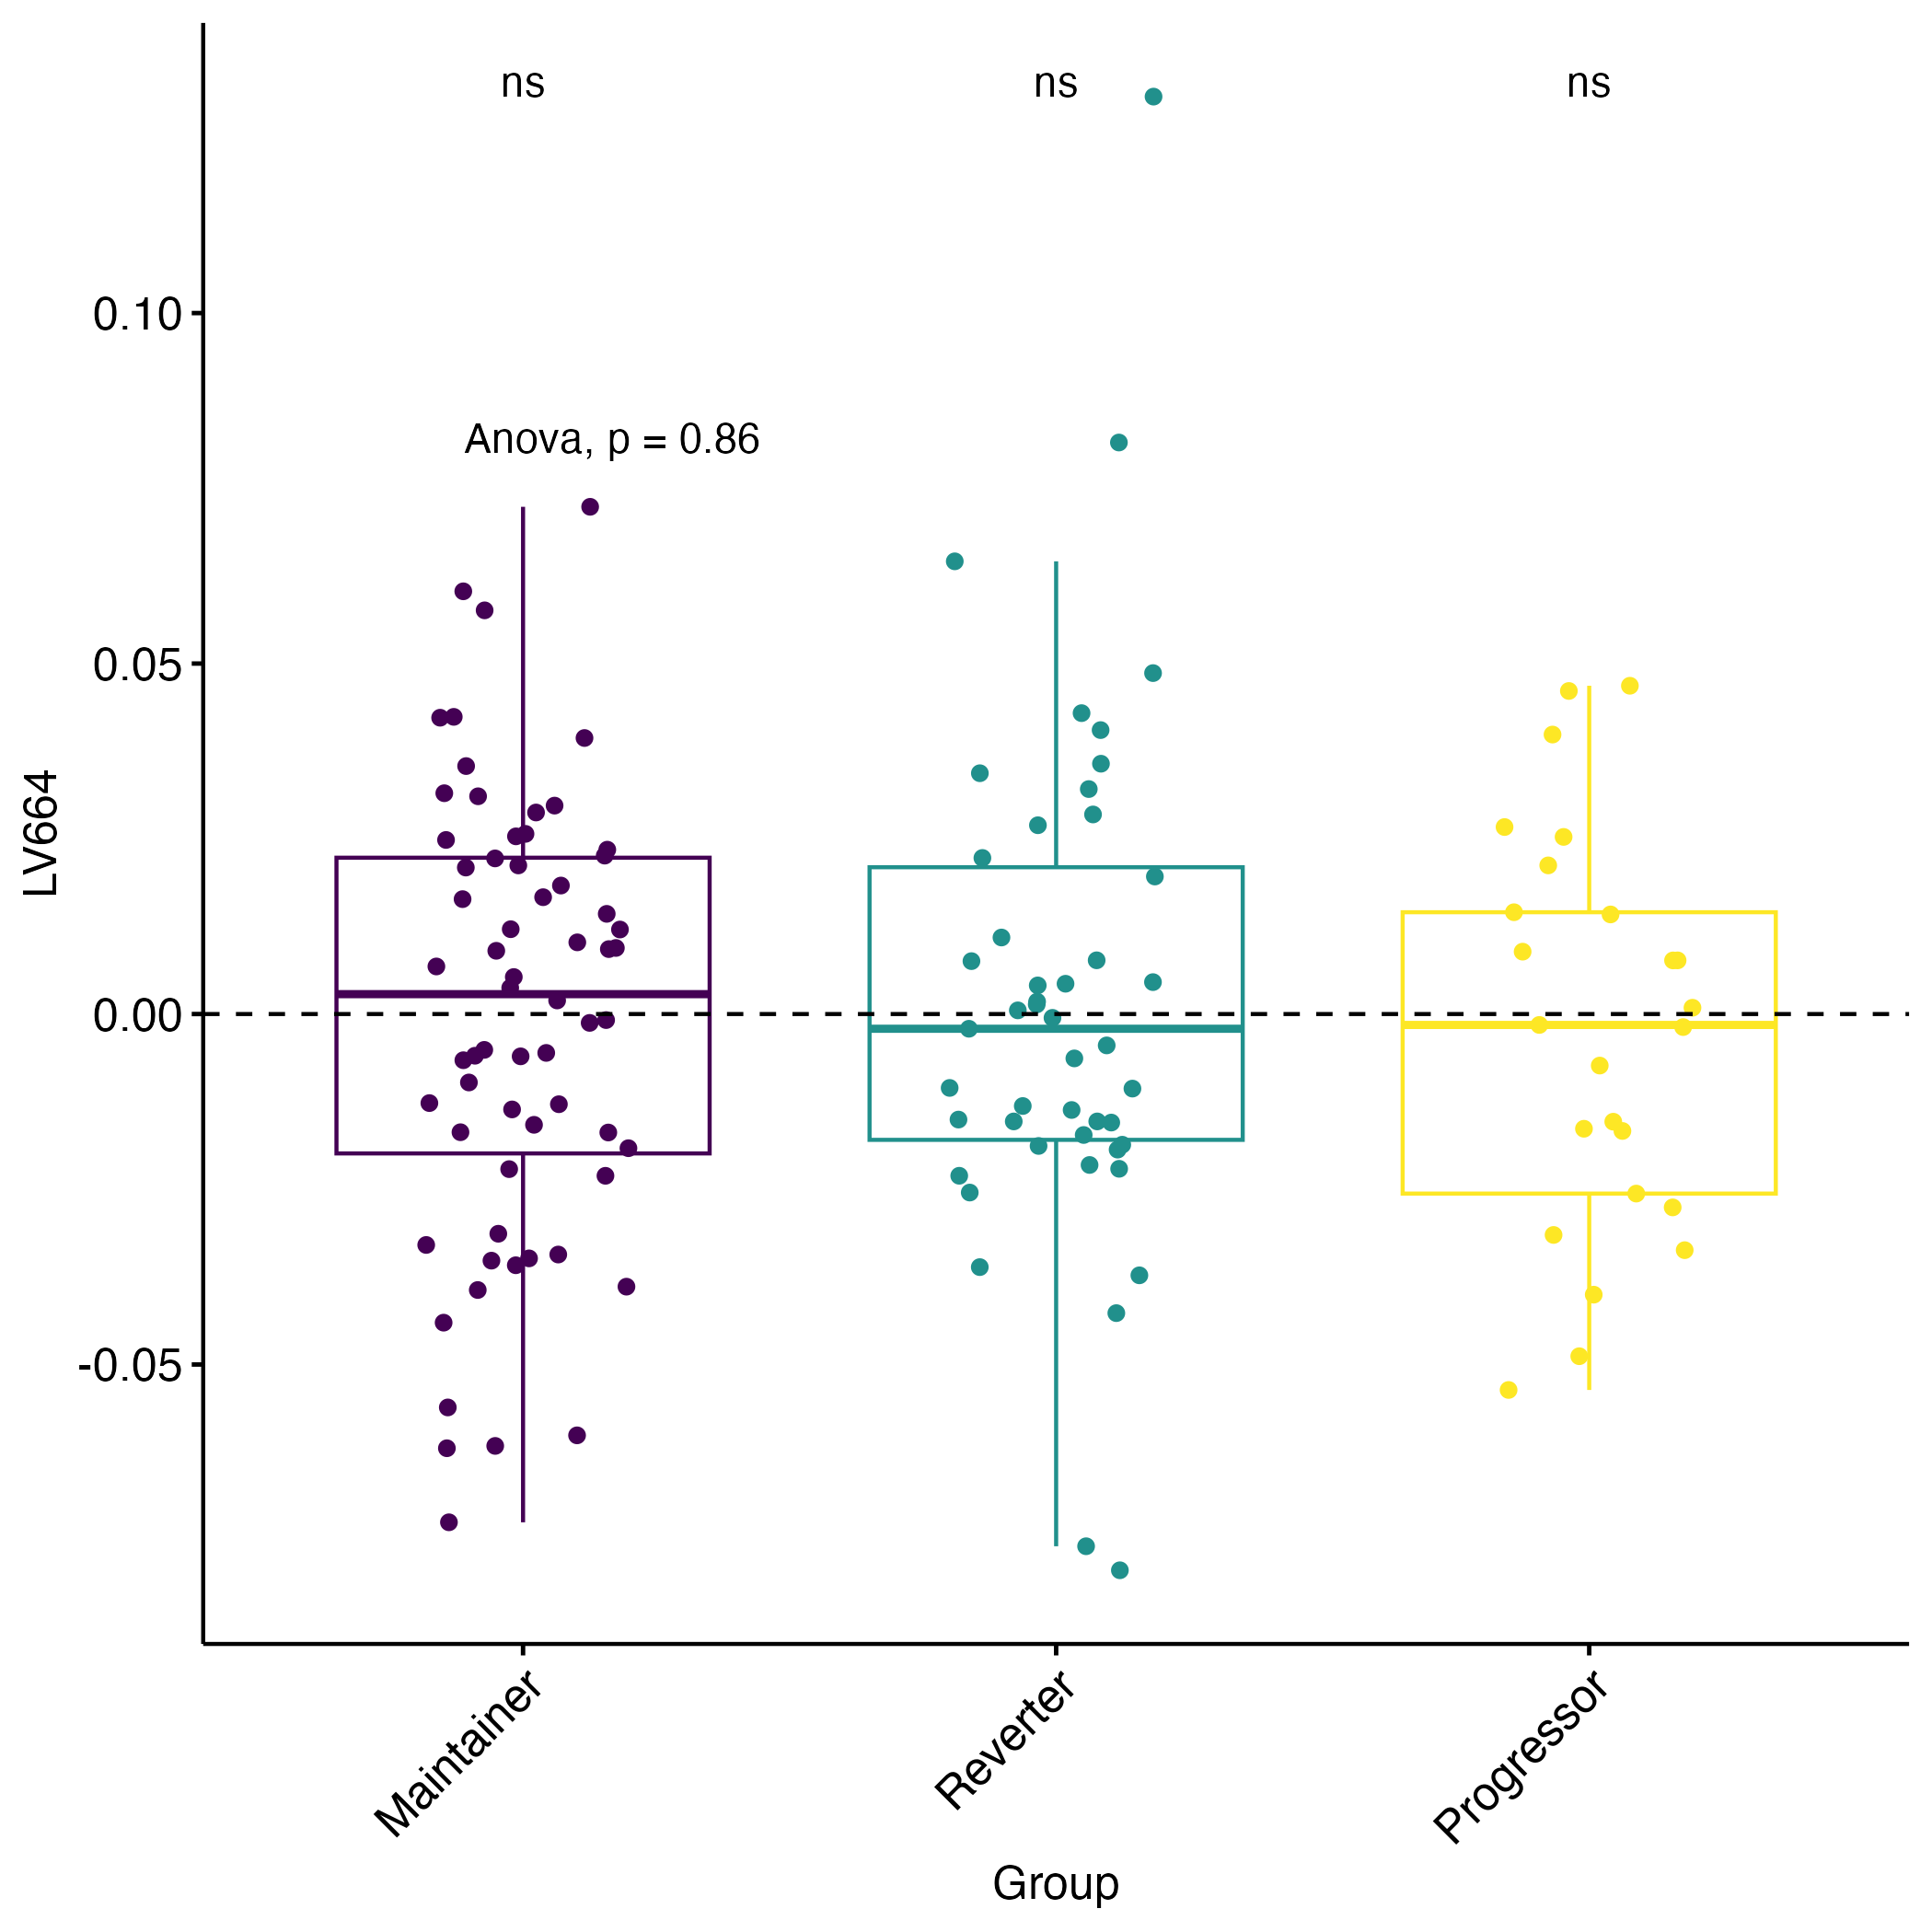 ns ns ns
Anova, p = 0.86
LV664
0.10
0.05
0.00
-0.05
Maintainer
Reverter
Progressor
Group